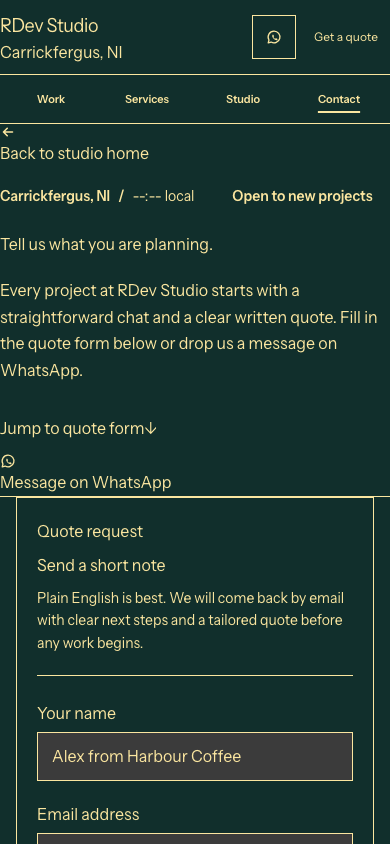 RDev Studio
Carrickfergus, NI
Get a quote
Work
Services
Studio
Contact
←
Back to studio home
Carrickfergus, NI / --:-- local
Open to new projects
Tell us what you are planning.
Every project at RDev Studio starts with a
straightforward chat and a clear written quote. Fill in
the quote form below or drop us a message on
WhatsApp.
Jump to quote form↓
Message on WhatsApp
Quote request
Send a short note
Plain English is best. We will come back by email
with clear next steps and a tailored quote before
any work begins.
Your name
Alex from Harbour Coffee
Email address